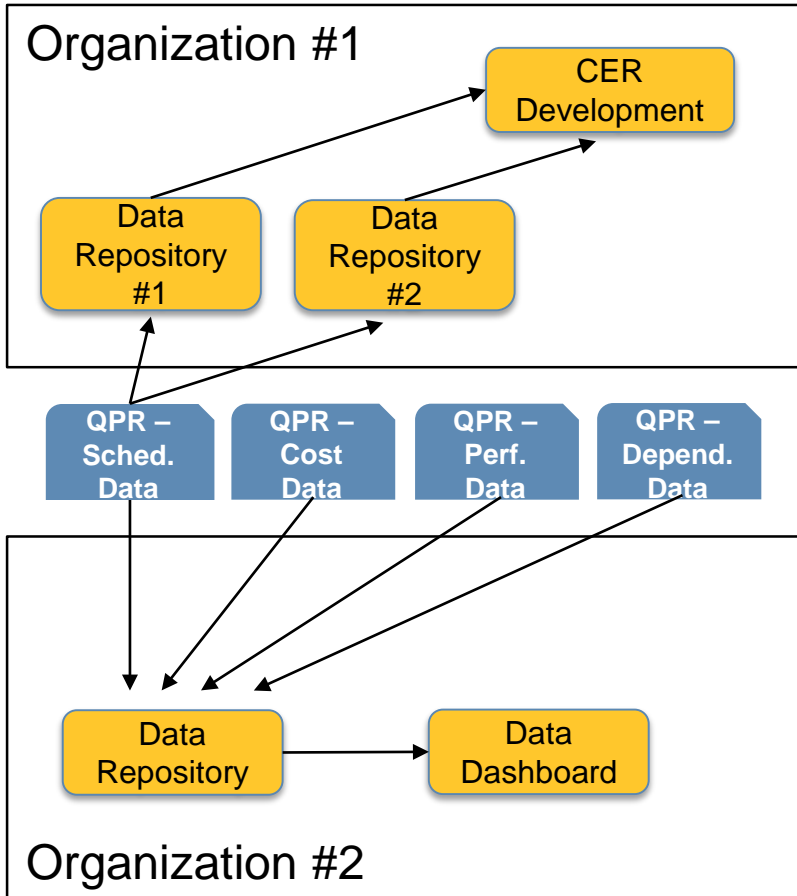 Organization #1
CER
Development
Data
Repository
#1
Data
Repository
#2
QPR –
Sched.
Data
QPR –
Cost
Data
QPR –
Perf.
Data
QPR –
Depend.
Data
Data
Repository
Data
Dashboard
Organization #2